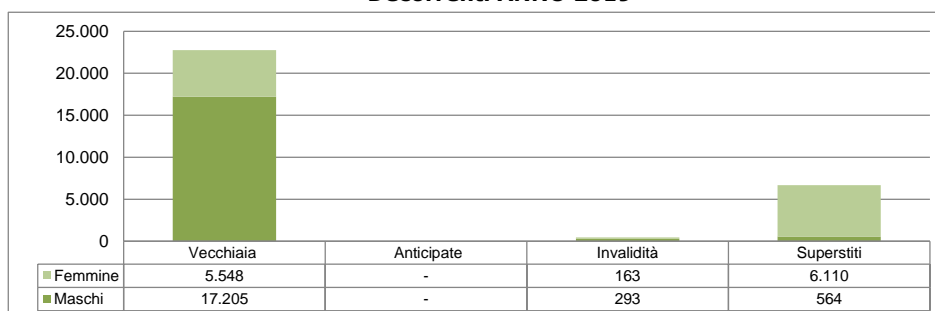 25.000
20.000
15.000
10.000
5.000
0
Vecchiaia Anticipate Invalidità Superstiti
Femmine 5.548 - 163 6.110
Maschi 17.205 - 293 564